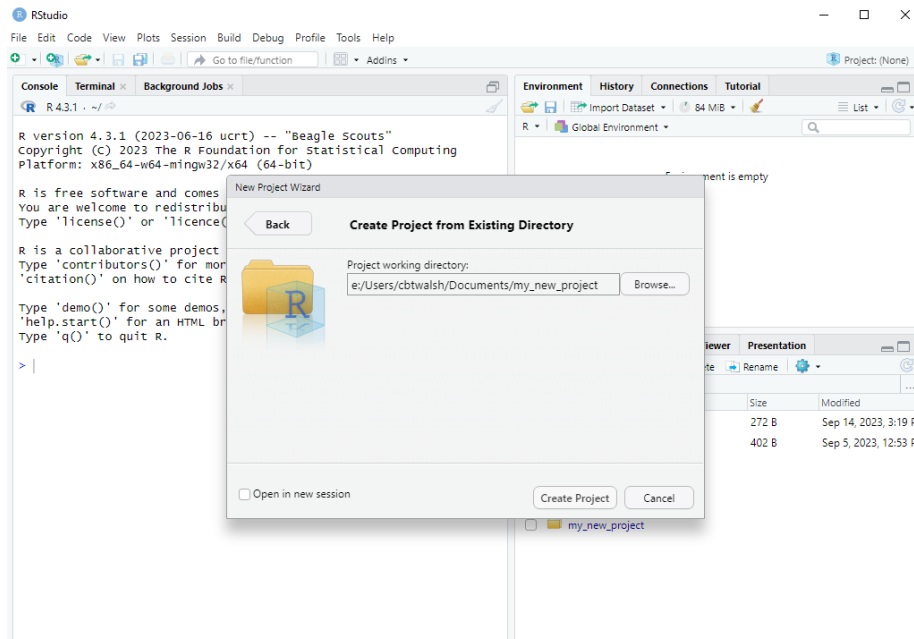 RStudio
File Edit Code View Plots Session Build Debug Profile Tools Help
Go to file/function Addins Project: (None)
Console Terminal Background Jobs
R 4.3.1 · ~/
R version 4.3.1 (2023-06-16 ucrt) -- "Beagle Scouts"
Copyright (C) 2023 The R Foundation for Statistical Computing
Platform: x86_64-w64-mingw32/x64 (64-bit)
R is free software and comes
You are welcome to redistribu
Type 'license()' or 'licence(
R is a collaborative project
Type 'contributors()' for mor
'citation()' on how to cite R
Type 'demo()' for some demos,
'help.start()' for an HTML br
Type 'q()' to quit R.
>
Environment History Connections Tutorial
Import Dataset 84 MiB List
R Global Environment
ment is empty
New Project Wizard
Back
Create Project from Existing Directory
Project working directory:
e:/Users/cbtwalsh/Documents/my_new_project
Browse...
R
Open in new session
Create Project
Cancel
iewer Presentation
te Rename
Size Modified
272 B Sep 14, 2023, 3:19 P
402 B Sep 5, 2023, 12:53 P
my_new_project